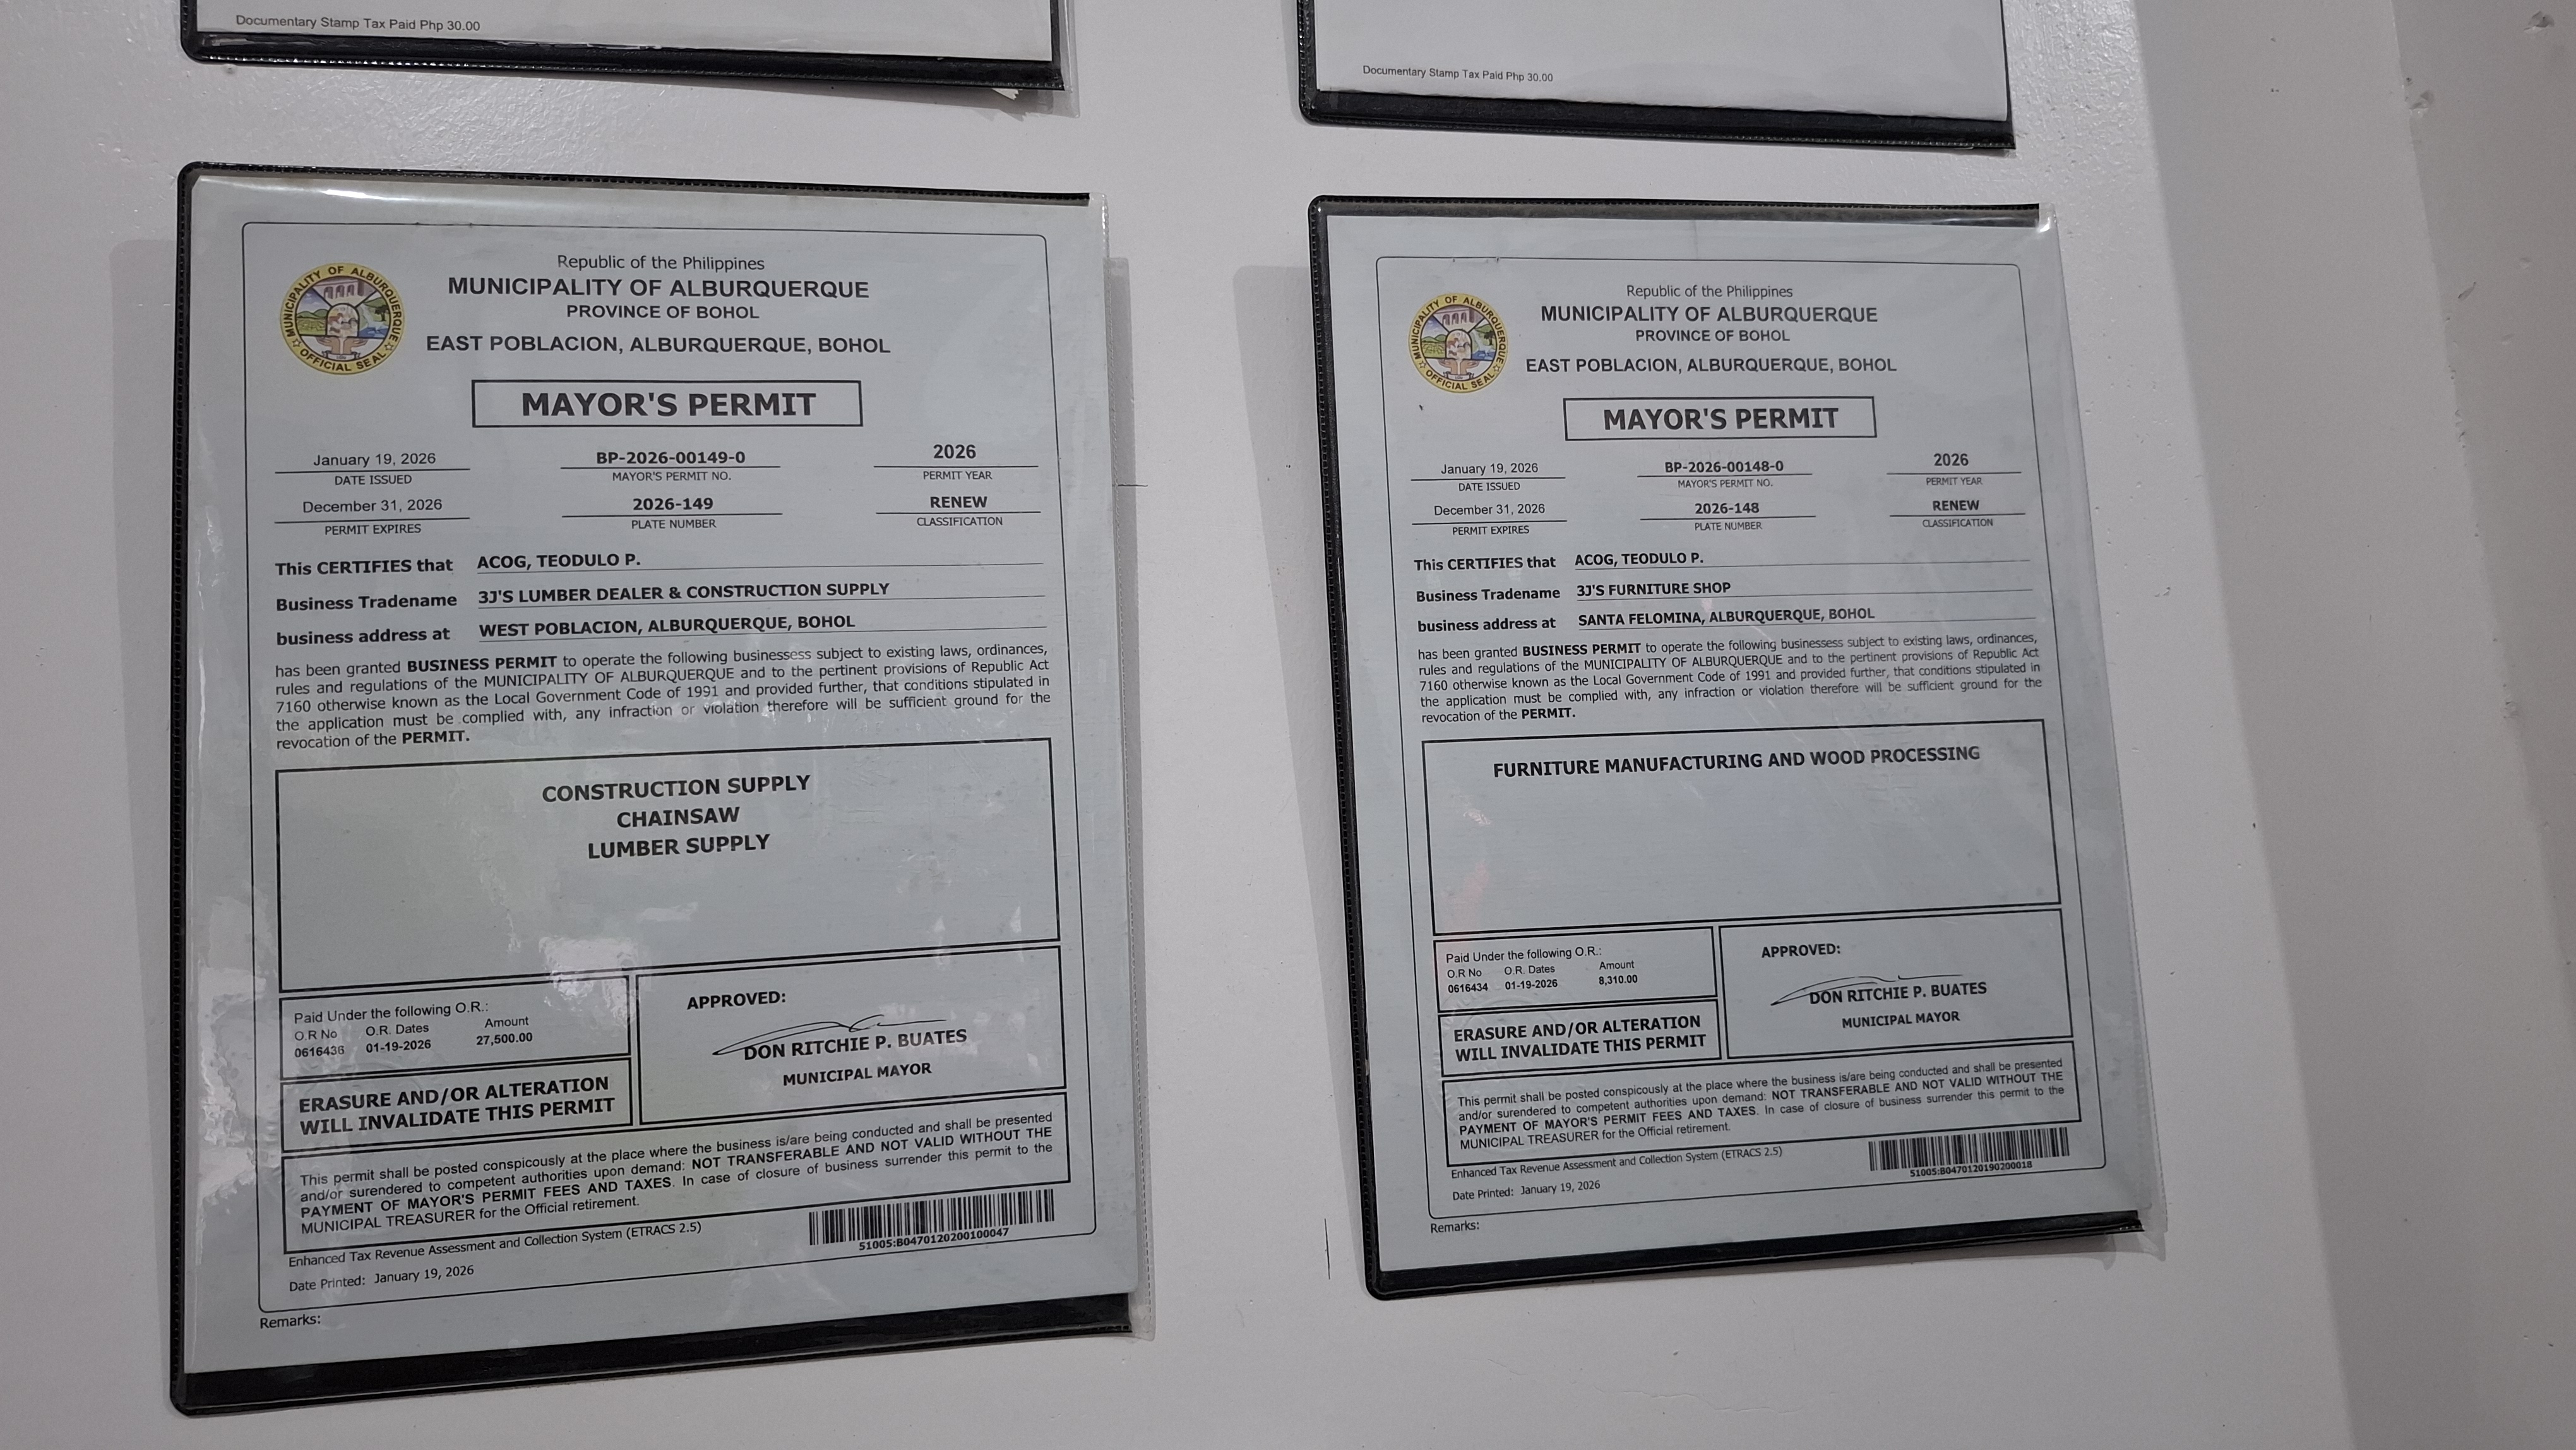 Documentary Stamp Tax Paid Php 30.00
Documentary Stamp Tax Paid Php 30.00
MUNICIPALITY OF ALBURQUERQUE
OFFICIAL SEAL
Republic of the Philippines
MUNICIPALITY OF ALBURQUERQUE
PROVINCE OF BOHOL
EAST POBLACION, ALBURQUERQUE, BOHOL
MAYOR'S PERMIT
January 19, 2026 BP-2026-00149-0 2026
DATE ISSUED MAYOR'S PERMIT NO. PERMIT YEAR
December 31, 2026 2026-149 RENEW
PERMIT EXPIRES PLATE NUMBER CLASSIFICATION
This CERTIFIES that ACOG, TEODULO P.
Business Tradename 3J'S LUMBER DEALER & CONSTRUCTION SUPPLY
business address at WEST POBLACION, ALBURQUERQUE, BOHOL
has been granted BUSINESS PERMIT to operate the following businessess subject to existing laws, ordinances,
rules and regulations of the MUNICIPALITY OF ALBURQUERQUE and to the pertinent provisions of Republic Act
7160 otherwise known as the Local Government Code of 1991 and provided further, that conditions stipulated in
the application must be complied with, any infraction or violation therefore will be sufficient ground for the
revocation of the PERMIT.
CONSTRUCTION SUPPLY
CHAINSAW
LUMBER SUPPLY
Paid Under the following O.R.:
O.R No O.R. Dates Amount
0616436 01-19-2026 27,500.00
ERASURE AND/OR ALTERATION
WILL INVALIDATE THIS PERMIT
APPROVED:
DON RITCHIE P. BUATES
MUNICIPAL MAYOR
This permit shall be posted conspicously at the place where the business is/are being conducted and shall be presented
and/or surendered to competent authorities upon demand: NOT TRANSFERABLE AND NOT VALID WITHOUT THE
PAYMENT OF MAYOR'S PERMIT FEES AND TAXES. In case of closure of business surrender this permit to the
MUNICIPAL TREASURER for the Official retirement.
Enhanced Tax Revenue Assessment and Collection System (ETRACS 2.5)
51005:B0470120200100047
Date Printed: January 19, 2026
Remarks:
MUNICIPALITY OF ALBURQUERQUE
OFFICIAL SEAL
Republic of the Philippines
MUNICIPALITY OF ALBURQUERQUE
PROVINCE OF BOHOL
EAST POBLACION, ALBURQUERQUE, BOHOL
MAYOR'S PERMIT
January 19, 2026 BP-2026-00148-0 2026
DATE ISSUED MAYOR'S PERMIT NO. PERMIT YEAR
December 31, 2026 2026-148 RENEW
PERMIT EXPIRES PLATE NUMBER CLASSIFICATION
This CERTIFIES that ACOG, TEODULO P.
Business Tradename 3J'S FURNITURE SHOP
business address at SANTA FELOMINA, ALBURQUERQUE, BOHOL
has been granted BUSINESS PERMIT to operate the following businessess subject to existing laws, ordinances,
rules and regulations of the MUNICIPALITY OF ALBURQUERQUE and to the pertinent provisions of Republic Act
7160 otherwise known as the Local Government Code of 1991 and provided further, that conditions stipulated in
the application must be complied with, any infraction or violation therefore will be sufficient ground for the
revocation of the PERMIT.
FURNITURE MANUFACTURING AND WOOD PROCESSING
Paid Under the following O.R.:
O.R No O.R. Dates Amount
0616434 01-19-2026 8,310.00
ERASURE AND/OR ALTERATION
WILL INVALIDATE THIS PERMIT
APPROVED:
DON RITCHIE P. BUATES
MUNICIPAL MAYOR
This permit shall be posted conspicously at the place where the business is/are being conducted and shall be presented
and/or surendered to competent authorities upon demand: NOT TRANSFERABLE AND NOT VALID WITHOUT THE
PAYMENT OF MAYOR'S PERMIT FEES AND TAXES. In case of closure of business surrender this permit to the
MUNICIPAL TREASURER for the Official retirement.
Enhanced Tax Revenue Assessment and Collection System (ETRACS 2.5)
51005:B0470120190200018
Date Printed: January 19, 2026
Remarks: